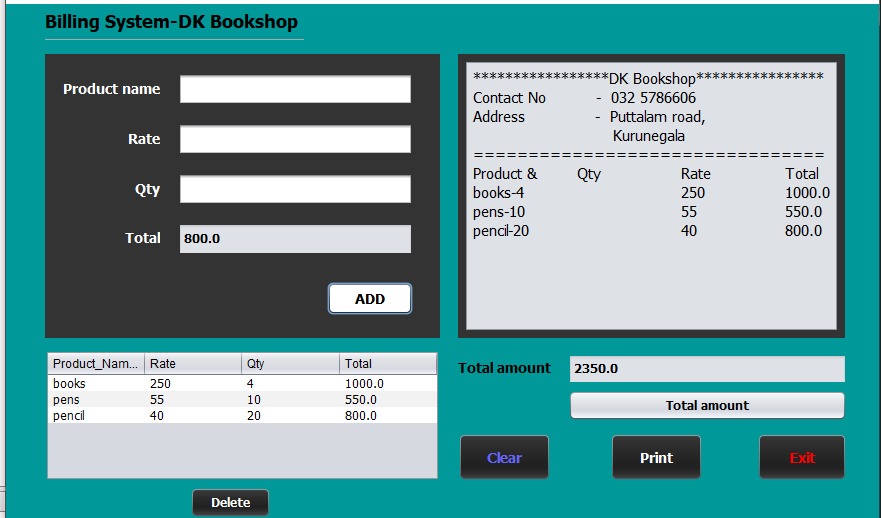 Billing System-DK Bookshop
Product name
Rate
Qty
Total 800.0
ADD
*****************DK Bookshop****************
Contact No - 032 5786606
Address - Puttalam road,
Kurunegala
================================
Product & Qty Rate Total
books-4 250 1000.0
pens-10 55 550.0
pencil-20 40 800.0
Product_Nam... Rate Qty Total
books 250 4 1000.0
pens 55 10 550.0
pencil 40 20 800.0
Delete
Total amount 2350.0
Total amount
Clear Print Exit